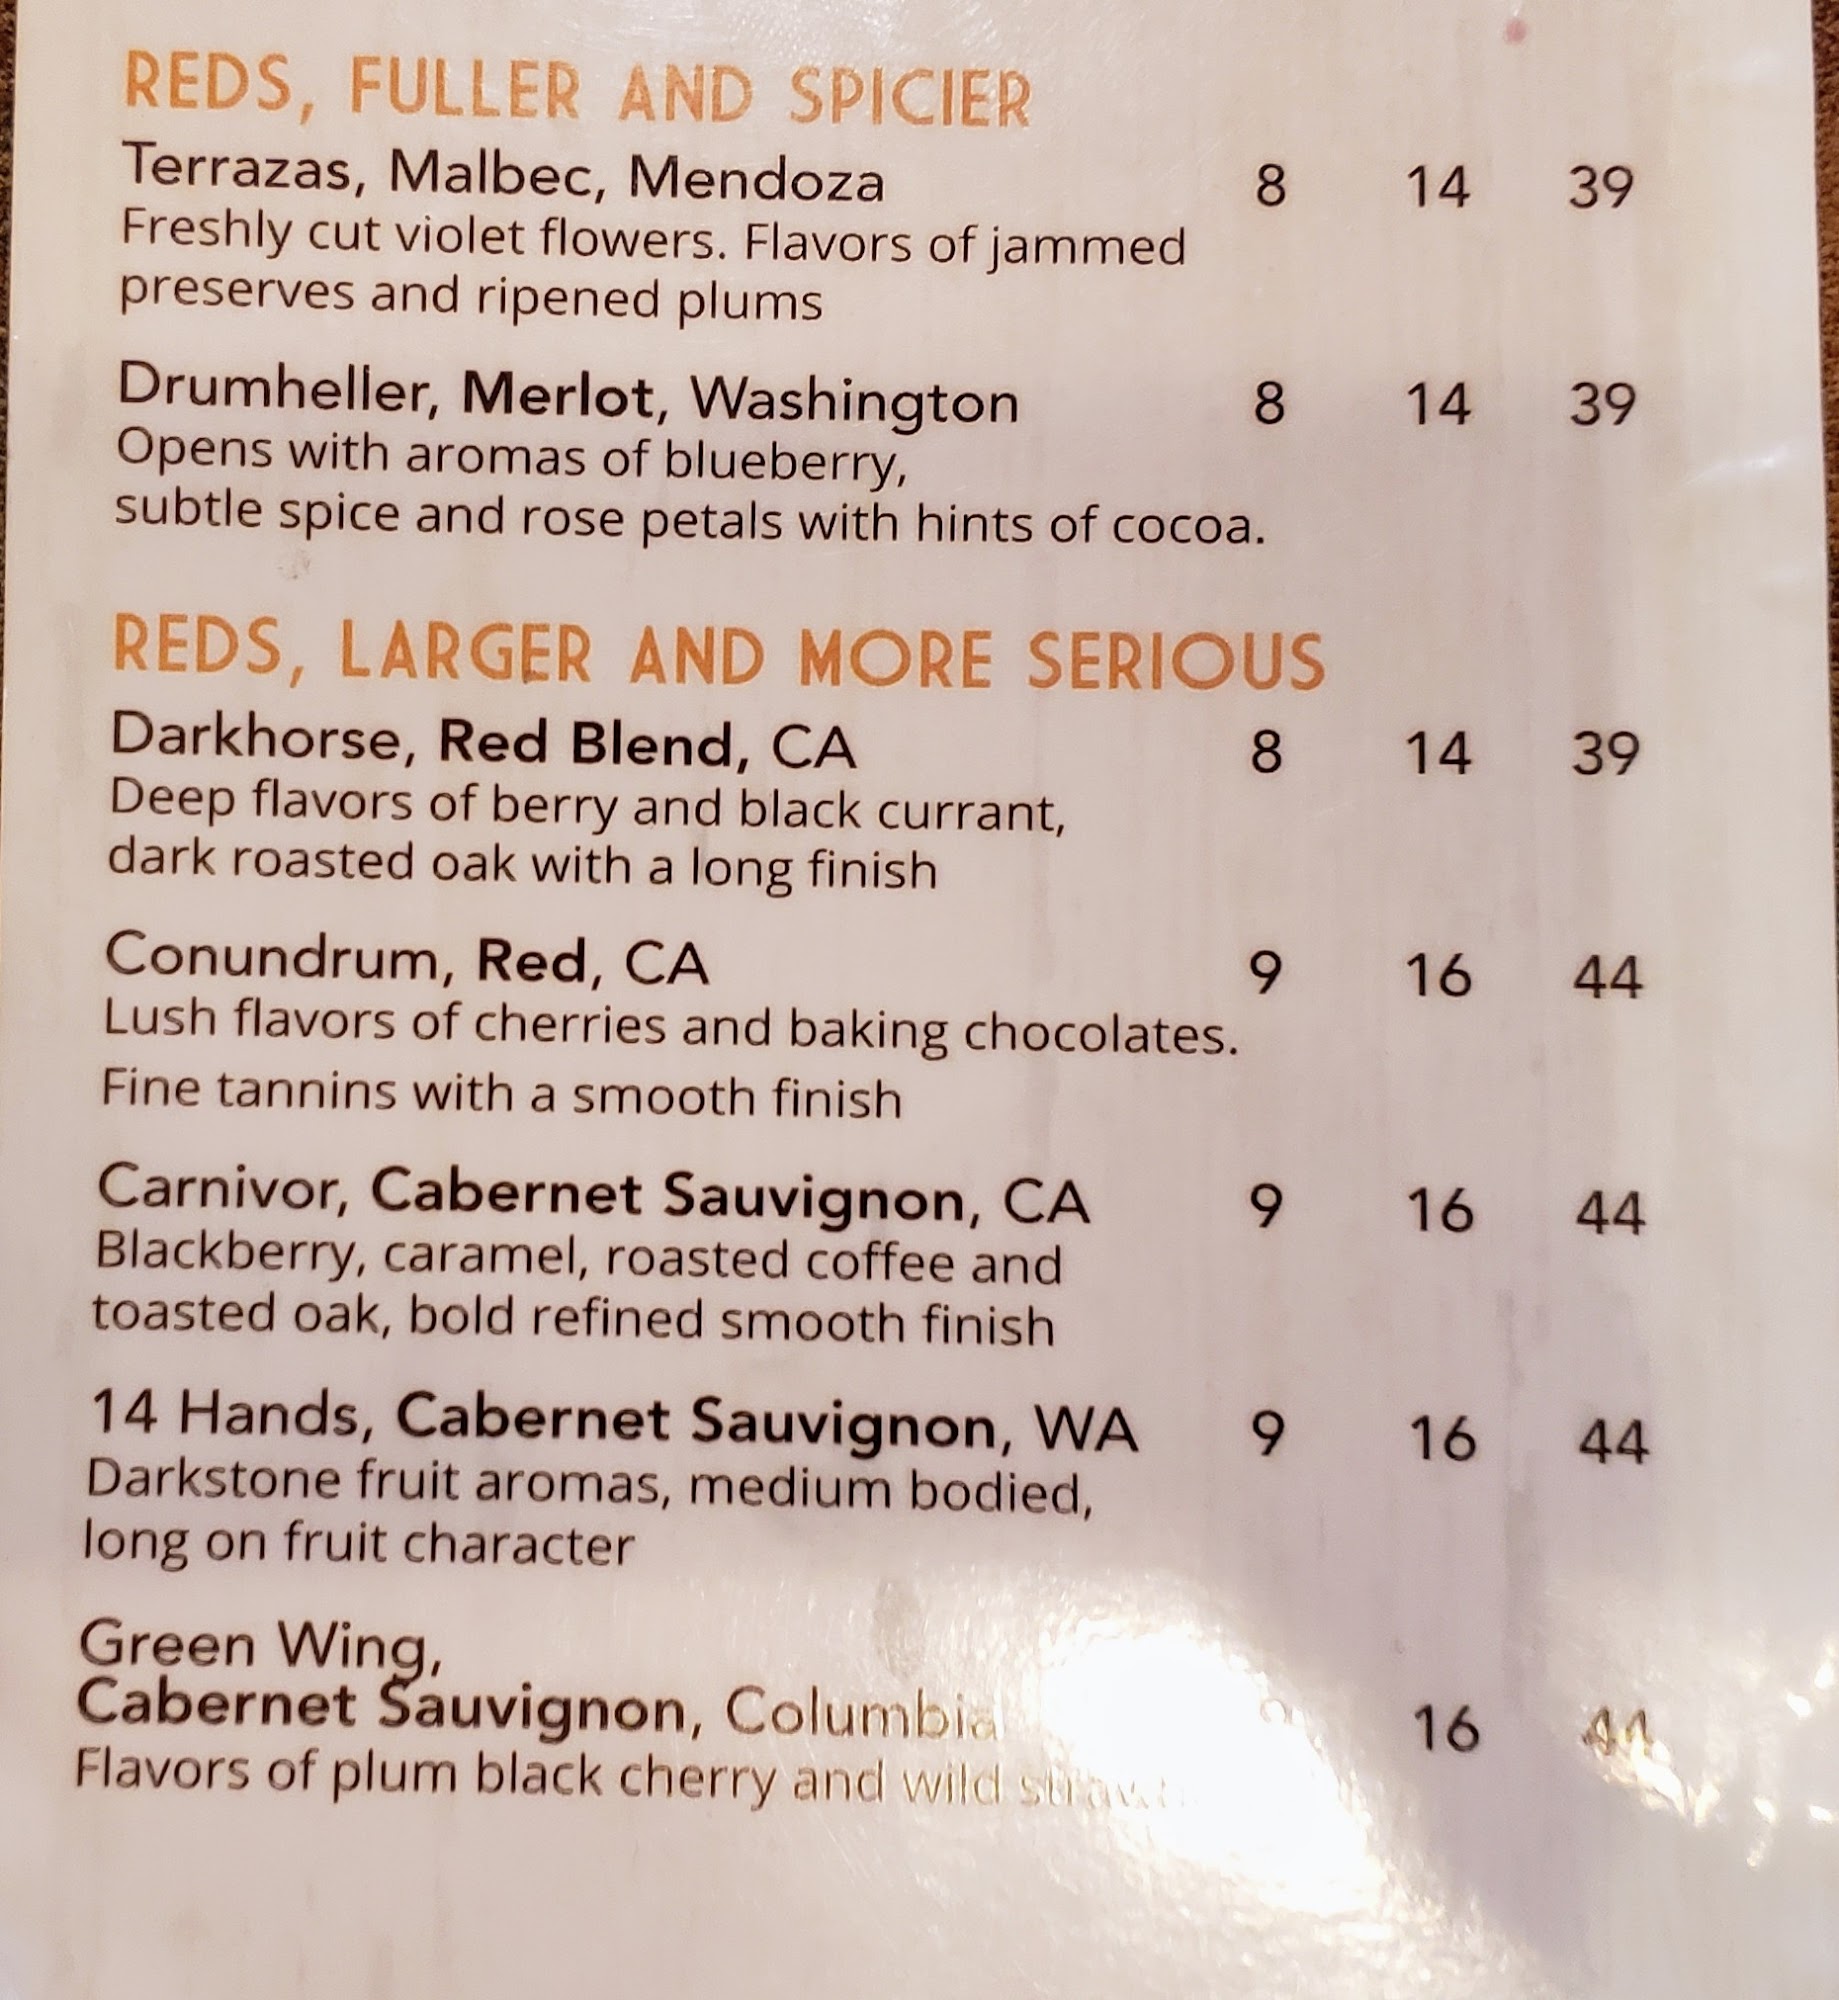 REDS, FULLER AND SPICIER
Terrazas, Malbec, Mendoza 8 14 39
Freshly cut violet flowers. Flavors of jammed
preserves and ripened plums
Drumheller, Merlot, Washington 8 14 39
Opens with aromas of blueberry,
subtle spice and rose petals with hints of cocoa.
REDS, LARGER AND MORE SERIOUS
Darkhorse, Red Blend, CA 8 14 39
Deep flavors of berry and black currant,
dark roasted oak with a long finish
Conundrum, Red, CA 9 16 44
Lush flavors of cherries and baking chocolates.
Fine tannins with a smooth finish
Carnivor, Cabernet Sauvignon, CA 9 16 44
Blackberry, caramel, roasted coffee and
toasted oak, bold refined smooth finish
14 Hands, Cabernet Sauvignon, WA 9 16 44
Darkstone fruit aromas, medium bodied,
long on fruit character
Green Wing,
Cabernet Sauvignon, Columbia 16 44
Flavors of plum black cherry and wild